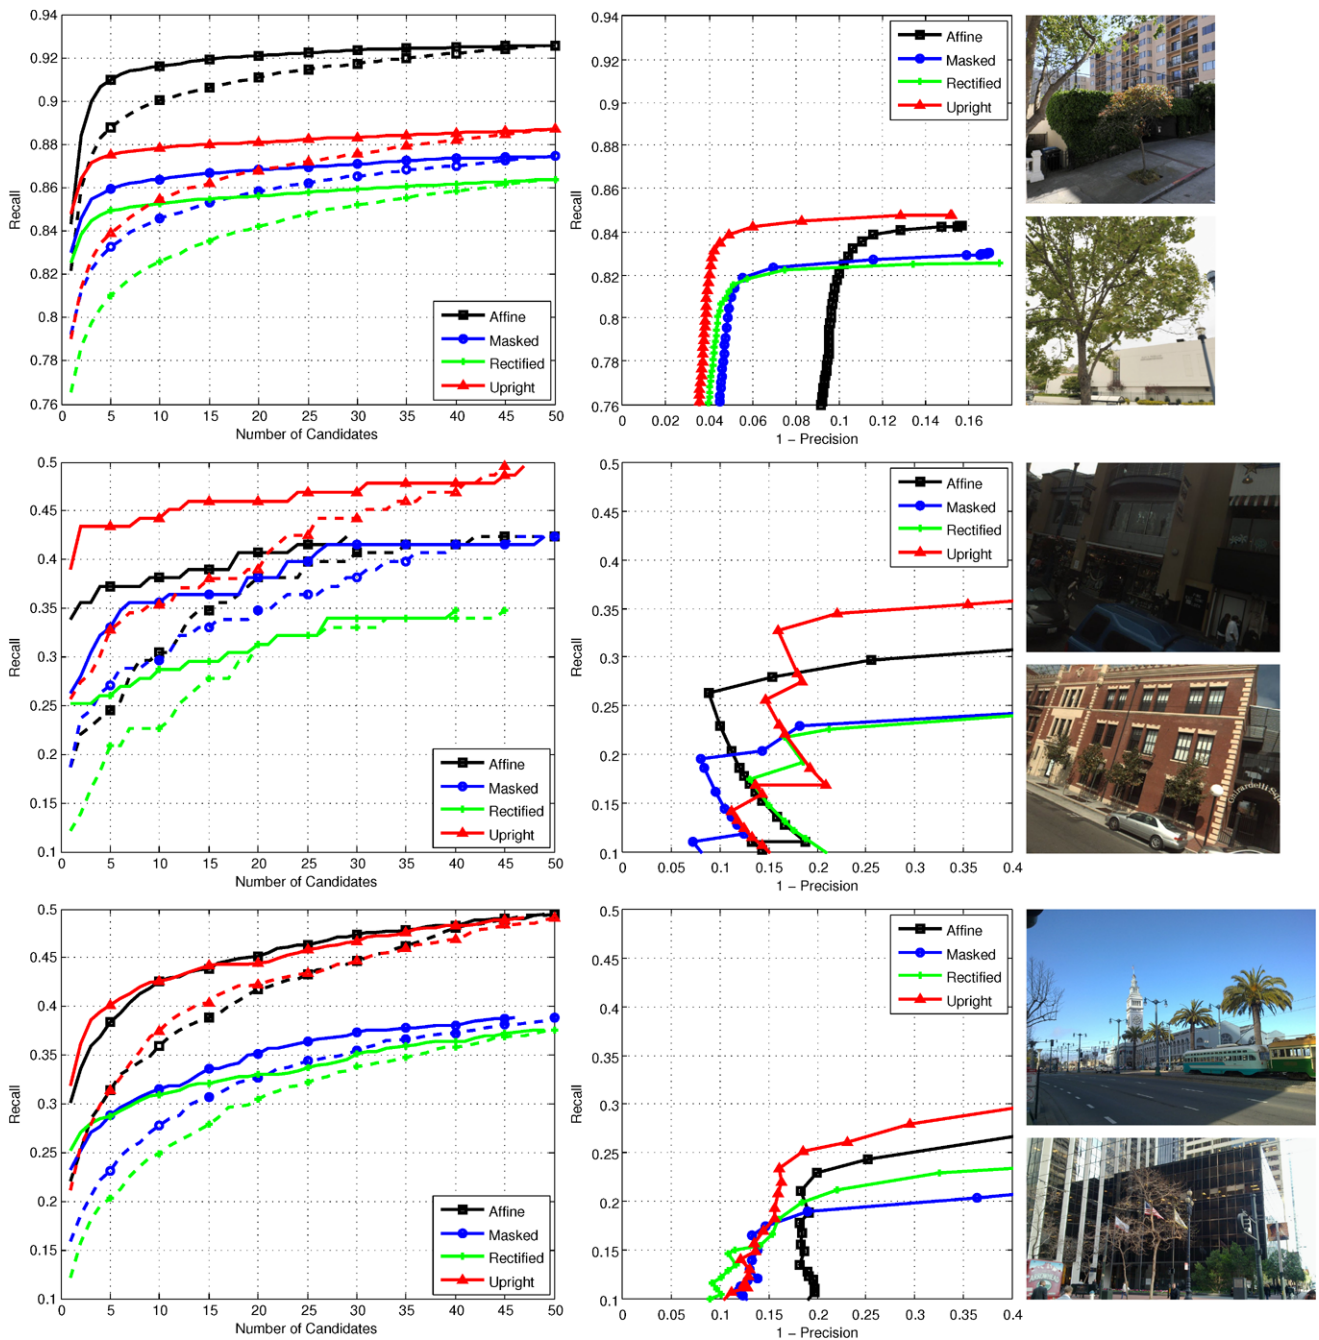 0.94
0.92
0.9
0.88
0.86
0.84
0.82
0.8
0.78
0.76
0 5 10 15 20 25 30 35 40 45 50
Recall
Number of Candidates
Affine
Masked
Rectified
Upright
0.94
0.92
0.9
0.88
0.86
0.84
0.82
0.8
0.78
0.76
0 0.02 0.04 0.06 0.08 0.1 0.12 0.14 0.16
Recall
1 − Precision
Affine
Masked
Rectified
Upright
0.5
0.45
0.4
0.35
0.3
0.25
0.2
0.15
0.1
0 5 10 15 20 25 30 35 40 45 50
Recall
Number of Candidates
Affine
Masked
Rectified
Upright
0.5
0.45
0.4
0.35
0.3
0.25
0.2
0.15
0.1
0 0.05 0.1 0.15 0.2 0.25 0.3 0.35 0.4
Recall
1 − Precision
Affine
Masked
Rectified
Upright
0.5
0.45
0.4
0.35
0.3
0.25
0.2
0.15
0.1
0 5 10 15 20 25 30 35 40 45 50
Recall
Number of Candidates
Affine
Masked
Rectified
Upright
0.5
0.45
0.4
0.35
0.3
0.25
0.2
0.15
0.1
0 0.05 0.1 0.15 0.2 0.25 0.3 0.35 0.4
Recall
1 − Precision
Affine
Masked
Rectified
Upright